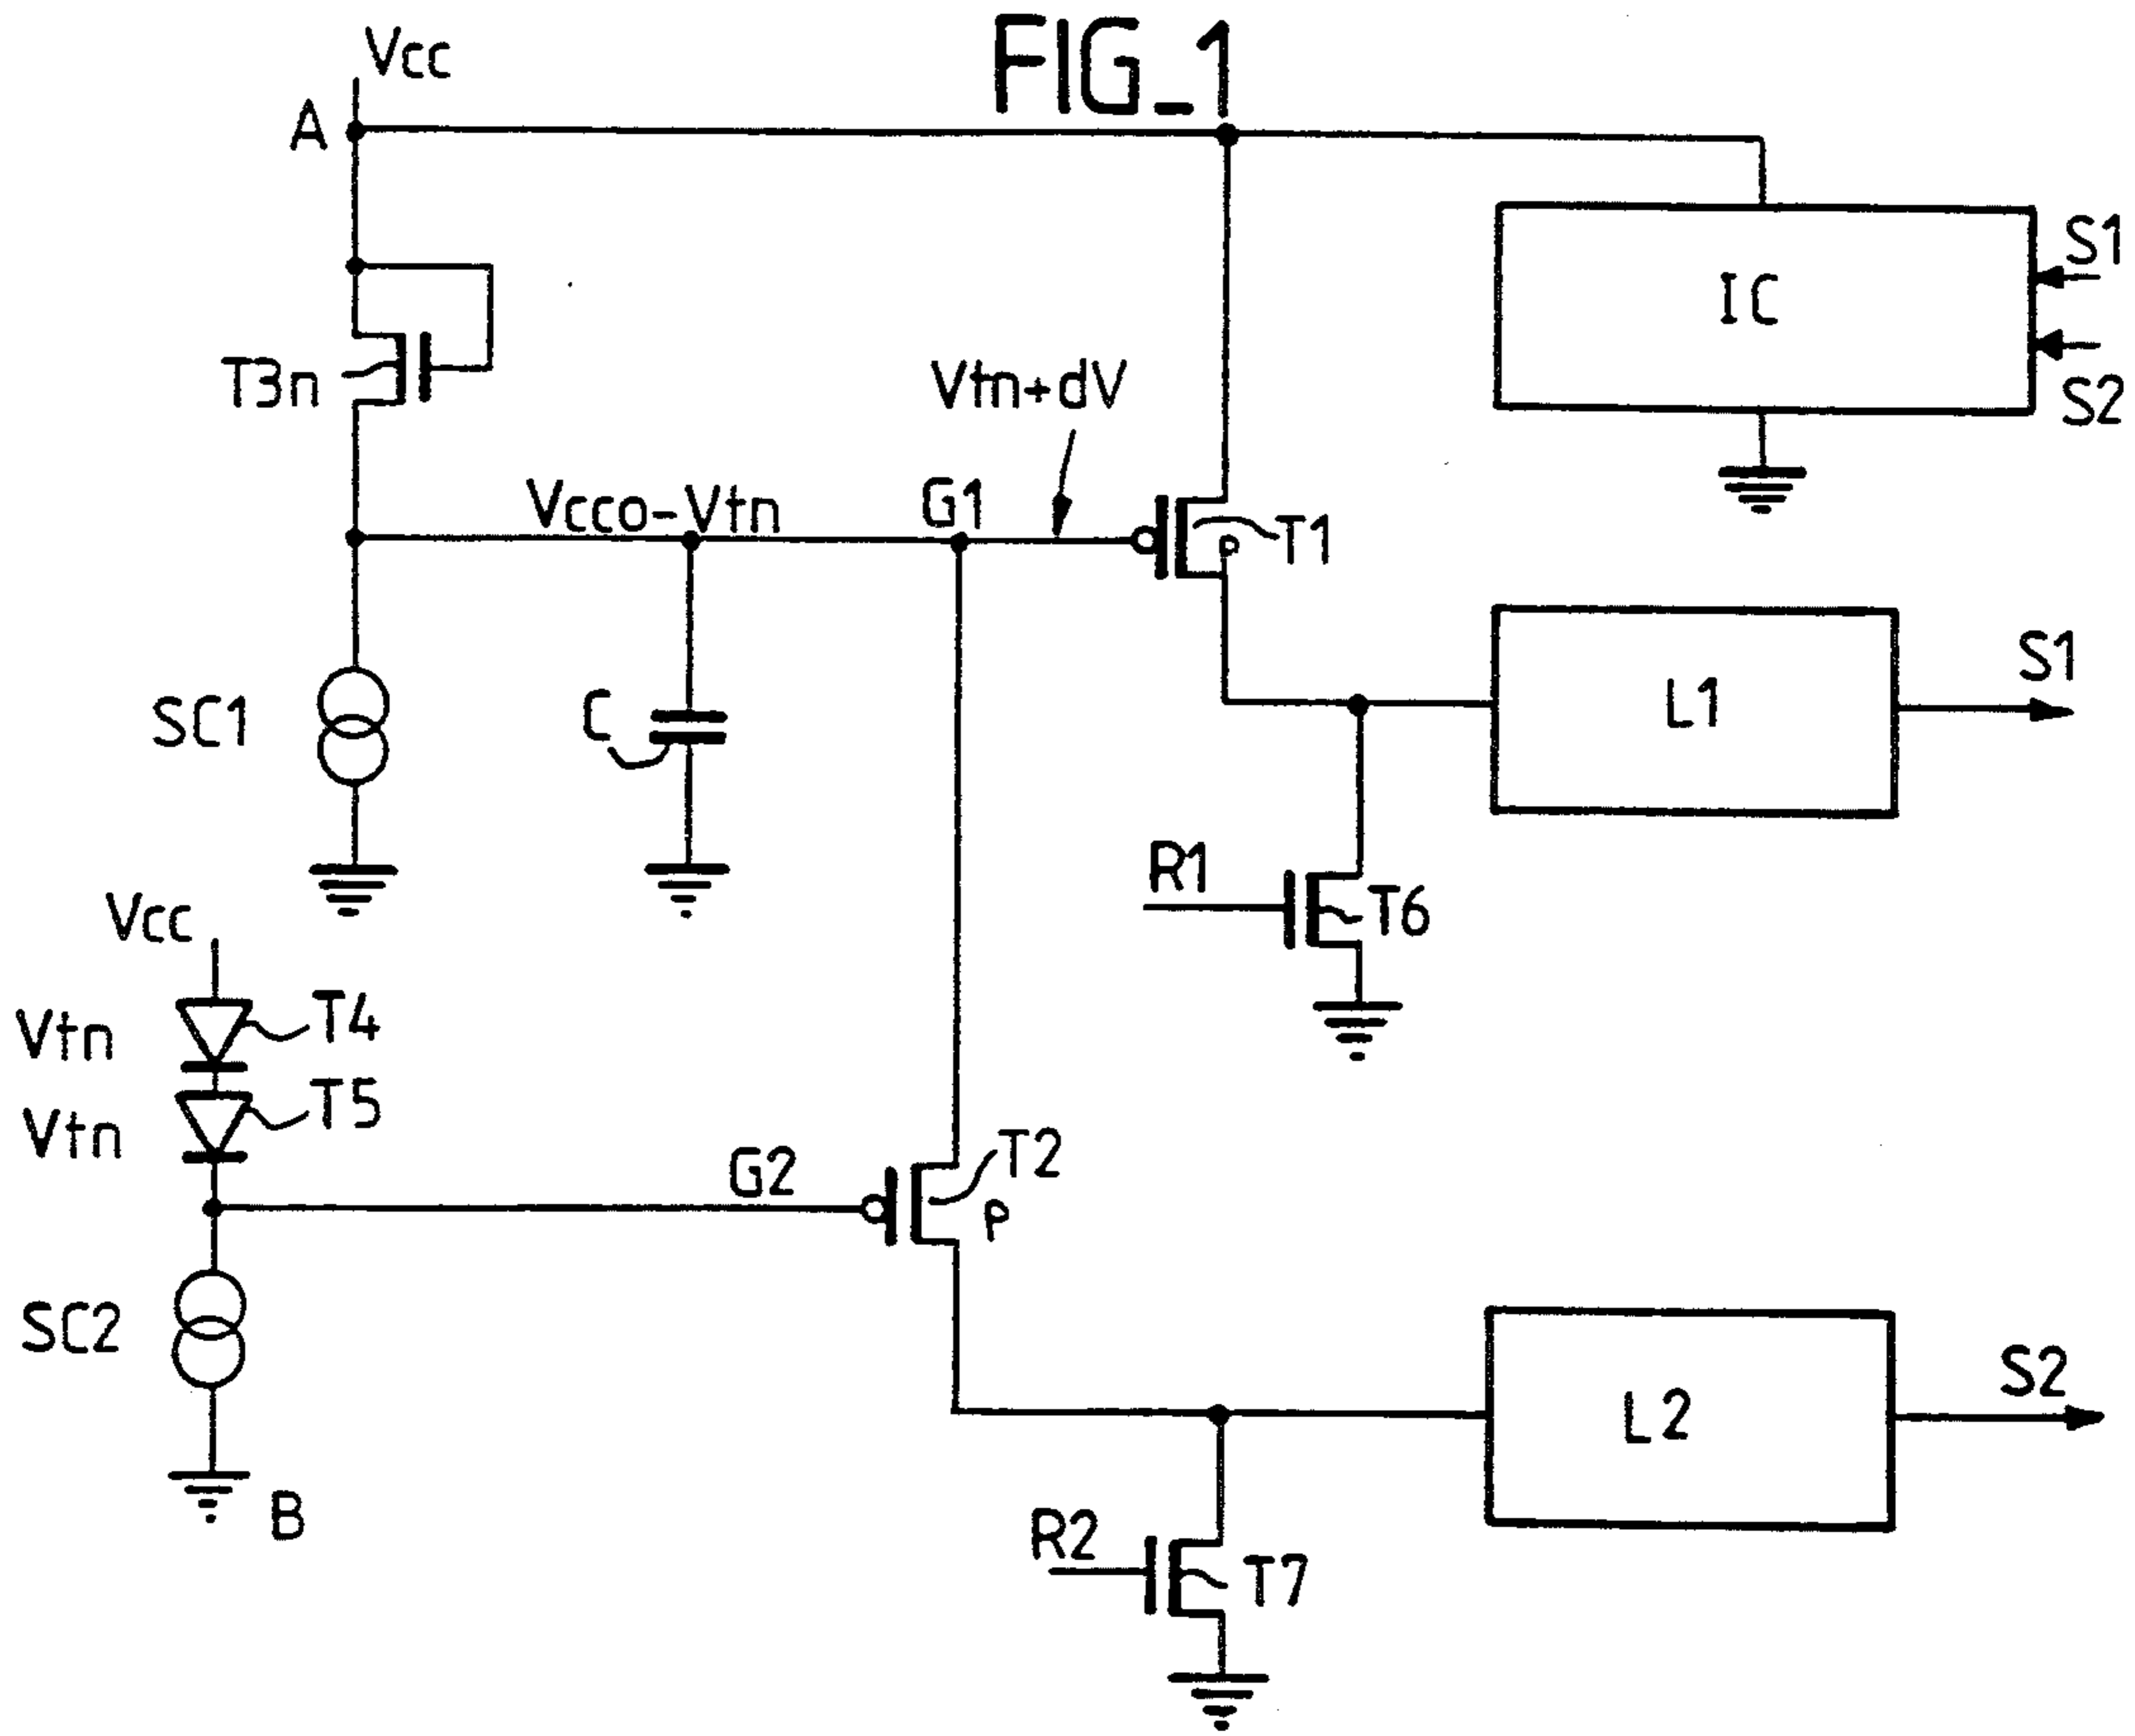 FIG_1
Vcc
A
S1
IC
S2
T3n
Vtn+dV
Vcco-Vtn
G1
p
T1
S1
L1
SC1
C
R1
T6
Vcc
Vtn
T4
Vtn
T5
G2
T2
p
SC2
S2
L2
B
R2
T7